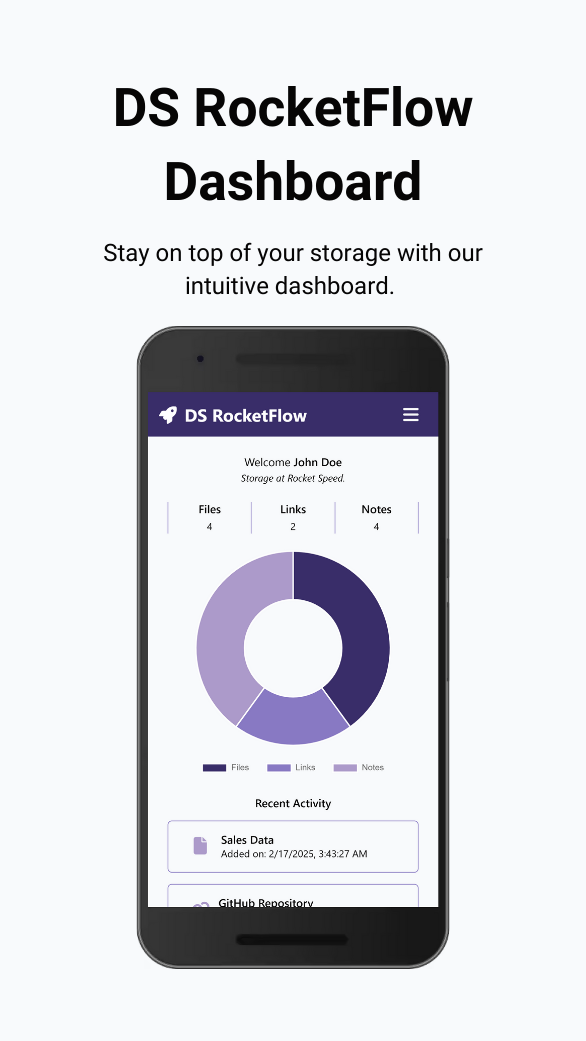 DS RocketFlow
Dashboard
Stay on top of your storage with our
intuitive dashboard.
DS RocketFlow
Welcome John Doe
Storage at Rocket Speed.
Files Links Notes
4 2 4
Files Links Notes
Recent Activity
Sales Data
Added on: 2/17/2025, 3:43:27 AM
GitHub Repository